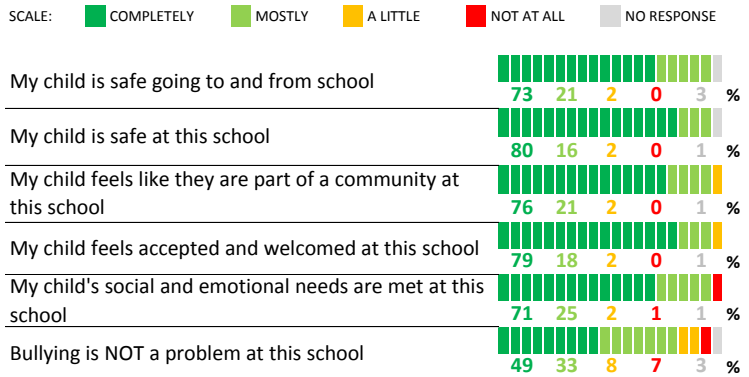 SCALE: COMPLETELY MOSTLY A LITTLE NOT AT ALL NO RESPONSE
My child is safe going to and from school
73 21 2 0 3 %
My child is safe at this school
80 16 2 0 1 %
My child feels like they are part of a community at
this school
76 21 2 0 1 %
My child feels accepted and welcomed at this school
79 18 2 0 1 %
My child's social and emotional needs are met at this
school
71 25 2 1 1 %
Bullying is NOT a problem at this school
49 33 8 7 3 %